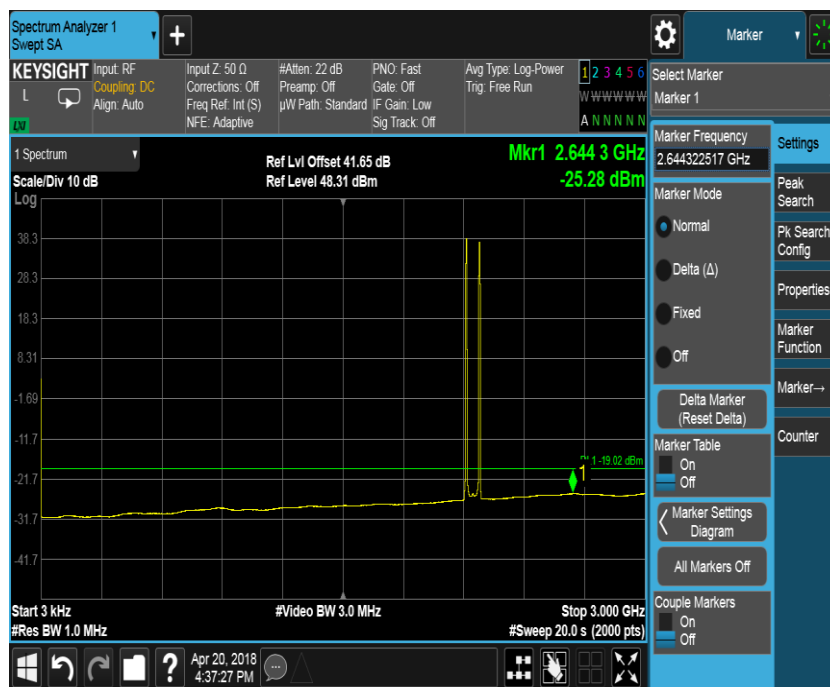 Spectrum Analyzer 1
Swept SA
Marker
KEYSIGHT
L
LXI
Input: RF
Coupling: DC
Align: Auto
Input Z: 50 Ω
Corrections: Off
Freq Ref: Int (S)
NFE: Adaptive
#Atten: 22 dB
Preamp: Off
µW Path: Standard
PNO: Fast
Gate: Off
IF Gain: Low
Sig Track: Off
Avg Type: Log-Power
Trig: Free Run
1 2 3 4 5 6
W W W W W W
A N N N N N
Select Marker
Marker 1
1 Spectrum
Scale/Div 10 dB
Log
Ref Lvl Offset 41.65 dB
Ref Level 48.31 dBm
Mkr1 2.644 3 GHz
-25.28 dBm
38.3
28.3
18.3
8.31
-1.69
-11.7
-21.7
-31.7
-41.7
-19.02 dBm
1
Start 3 kHz
#Res BW 1.0 MHz
#Video BW 3.0 MHz
Stop 3.000 GHz
#Sweep 20.0 s (2000 pts)
Marker Frequency
2.644322517 GHz
Marker Mode
Normal
Delta (Δ)
Fixed
Off
Delta Marker
(Reset Delta)
Marker Table
On
Off
Marker Settings
Diagram
All Markers Off
Couple Markers
On
Off
Settings
Peak
Search
Pk Search
Config
Properties
Marker
Function
Marker→
Counter
Apr 20, 2018
4:37:27 PM